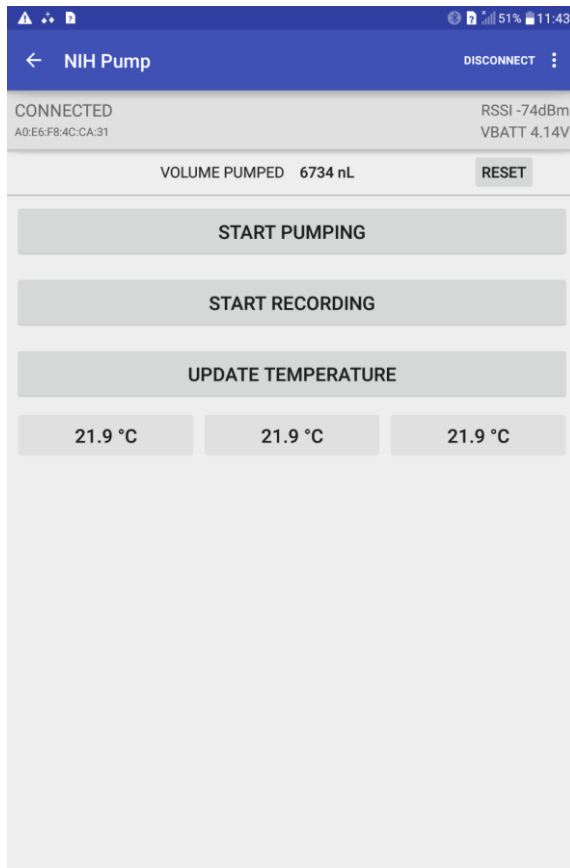 51% 11:43
NIH Pump DISCONNECT
CONNECTED RSSI -74dBm
A0:E6:F8:4C:CA:31 VBATT 4.14V
VOLUME PUMPED 6734 nL RESET
START PUMPING
START RECORDING
UPDATE TEMPERATURE
21.9 °C 21.9 °C 21.9 °C